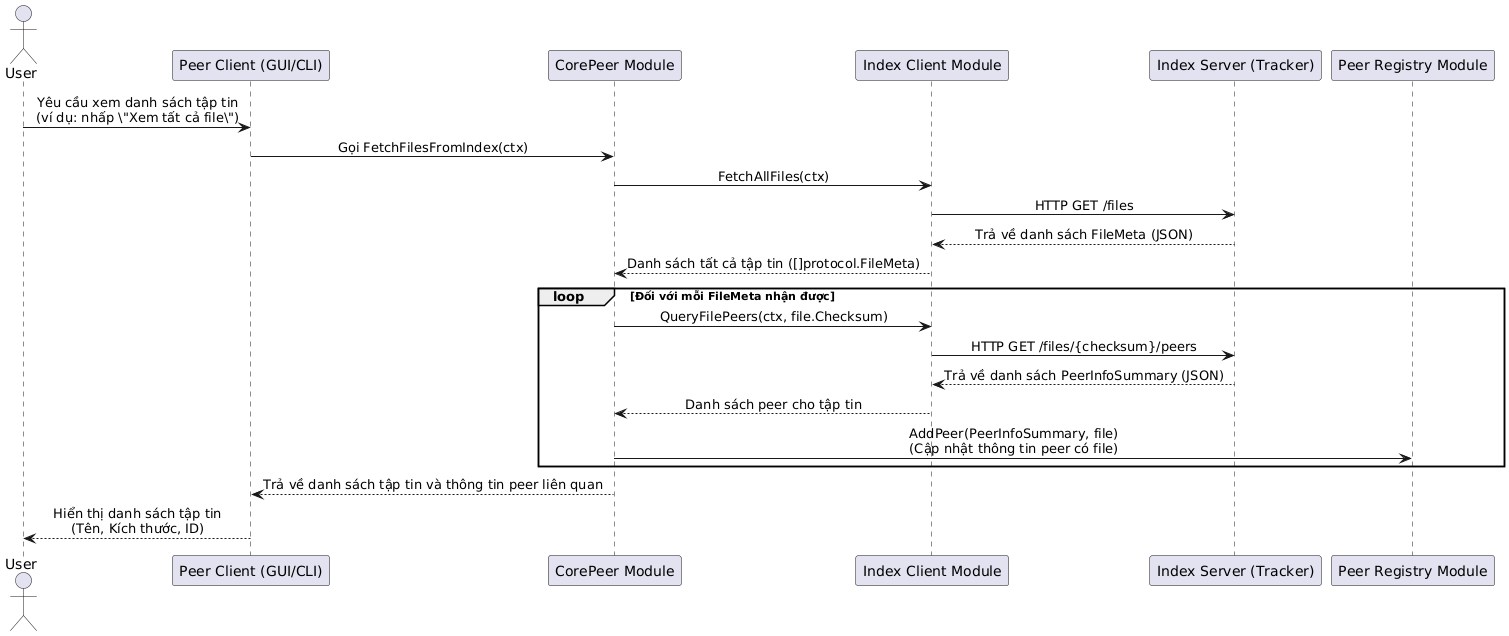 User
Peer Client (GUI/CLI)
CorePeer Module
Index Client Module
Index Server (Tracker)
Peer Registry Module
Yêu cầu xem danh sách tập tin
(ví dụ: nhấp \"Xem tất cả file\")
Gọi FetchFilesFromIndex(ctx)
FetchAllFiles(ctx)
HTTP GET /files
Trả về danh sách FileMeta (JSON)
Danh sách tất cả tập tin ([]protocol.FileMeta)
loop [Đối với mỗi FileMeta nhận được]
QueryFilePeers(ctx, file.Checksum)
HTTP GET /files/{checksum}/peers
Trả về danh sách PeerInfoSummary (JSON)
Danh sách peer cho tập tin
AddPeer(PeerInfoSummary, file)
(Cập nhật thông tin peer có file)
Trả về danh sách tập tin và thông tin peer liên quan
Hiển thị danh sách tập tin
(Tên, Kích thước, ID)
User
Peer Client (GUI/CLI)
CorePeer Module
Index Client Module
Index Server (Tracker)
Peer Registry Module